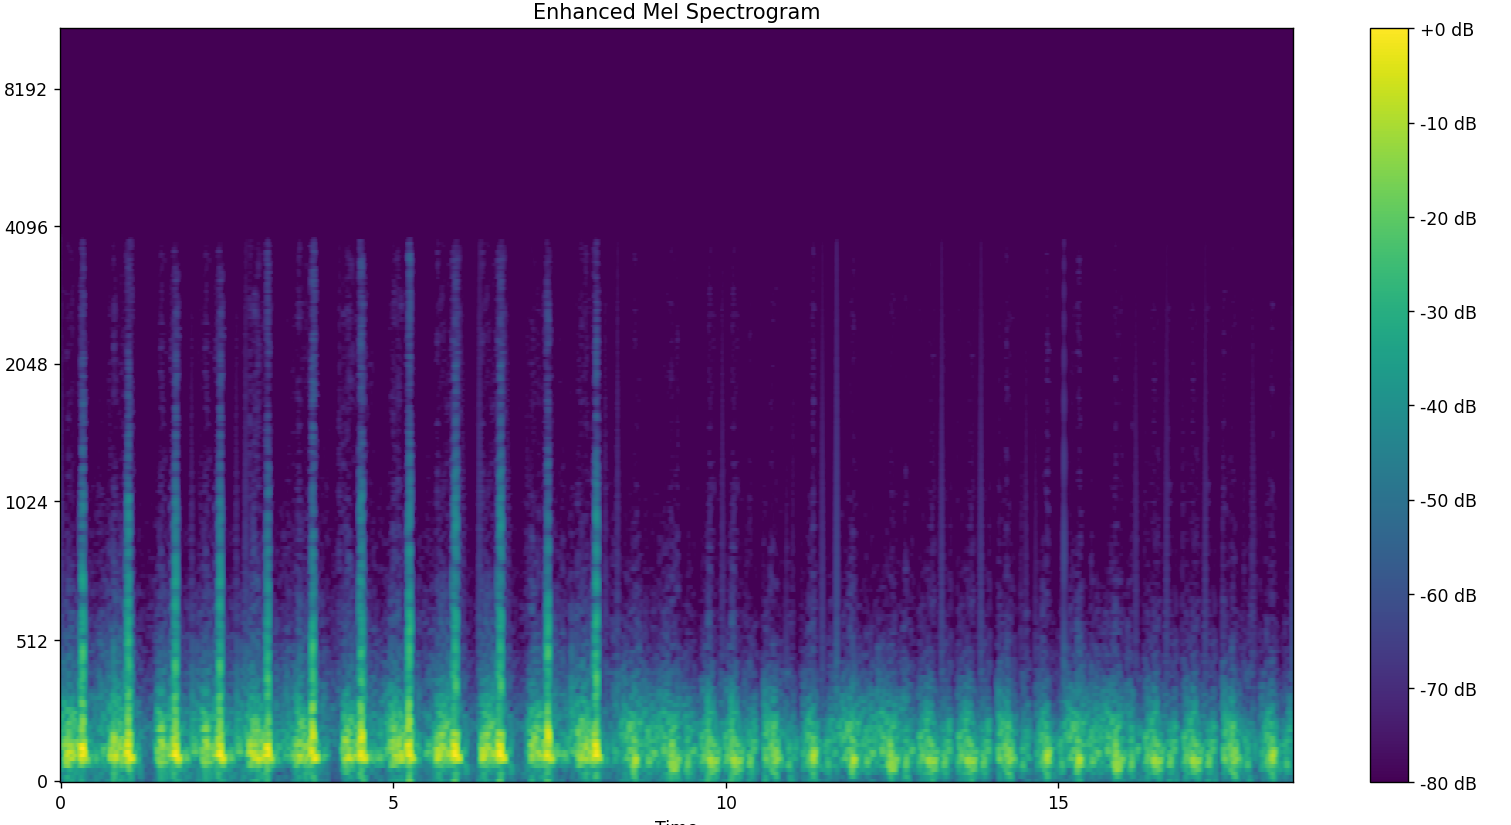 Enhanced Mel Spectrogram
8192
4096
2048
1024
512
0
0 5 10 15
Time
+0 dB
-10 dB
-20 dB
-30 dB
-40 dB
-50 dB
-60 dB
-70 dB
-80 dB